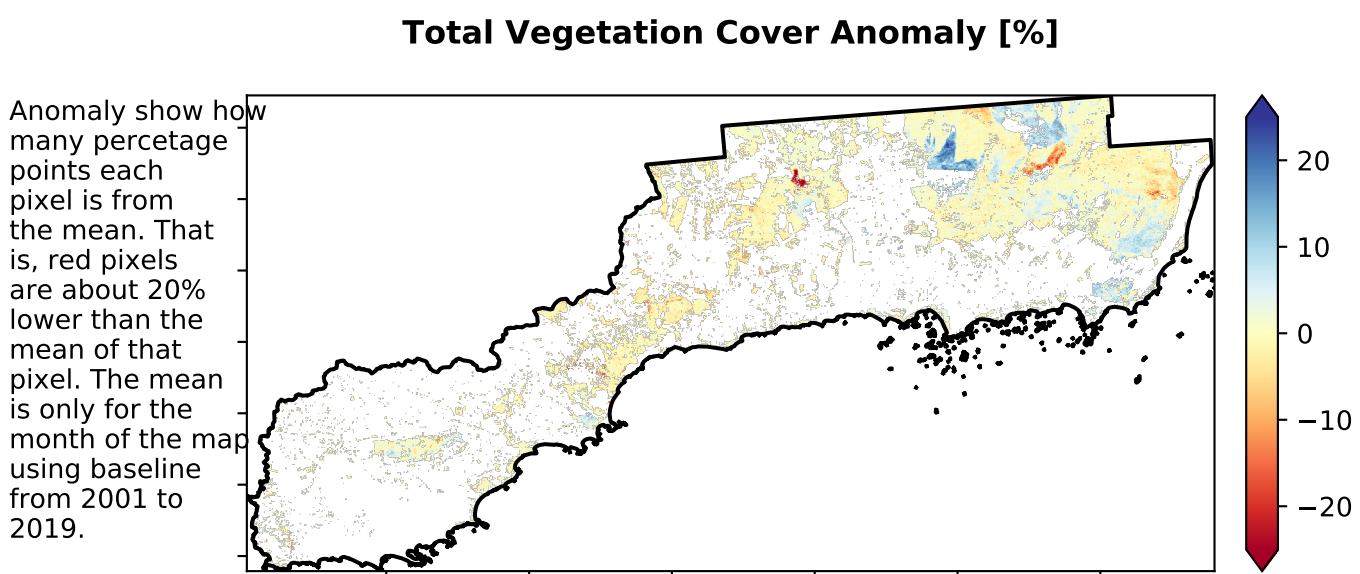 Total Vegetation Cover Anomaly [%]
Anomaly show how
many percetage
points each
pixel is from
the mean. That
is, red pixels
are about 20%
lower than the
mean of that
pixel. The mean
is only for the
month of the map
using baseline
from 2001 to
2019.
20
10
0
−10
−20